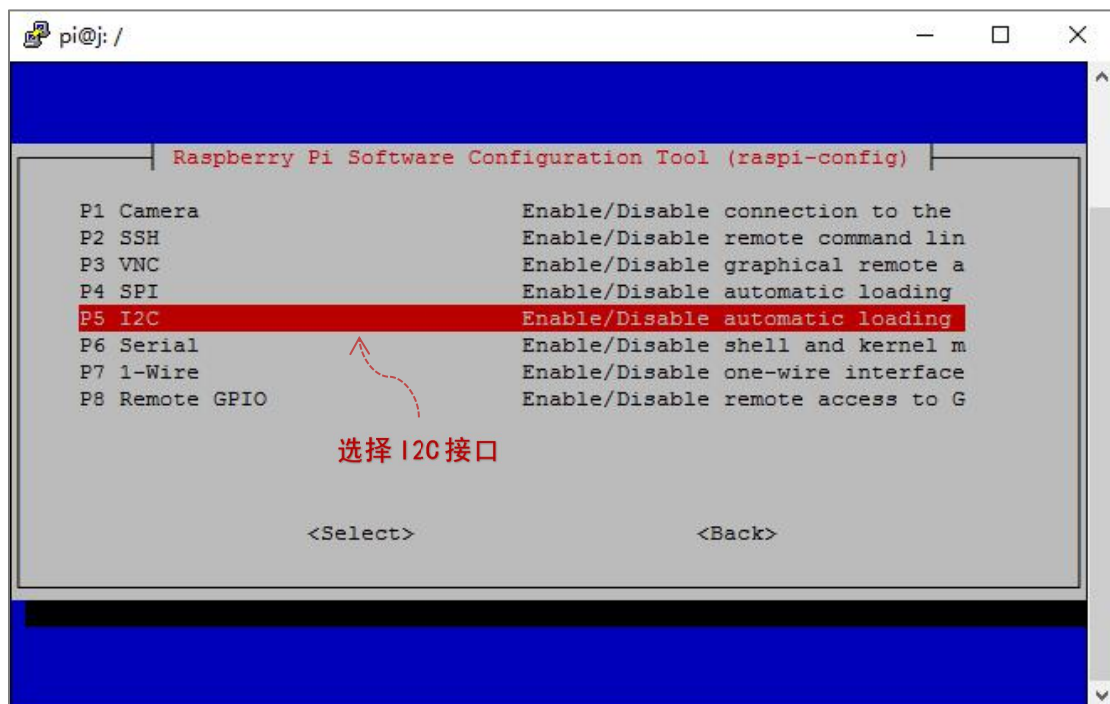 pi@j: /
Raspberry Pi Software Configuration Tool (raspi-config)
P1 Camera Enable/Disable connection to the
P2 SSH Enable/Disable remote command lin
P3 VNC Enable/Disable graphical remote a
P4 SPI Enable/Disable automatic loading
P5 I2C Enable/Disable automatic loading
P6 Serial Enable/Disable shell and kernel m
P7 1-Wire Enable/Disable one-wire interface
P8 Remote GPIO Enable/Disable remote access to G
选择 I2C 接口
<Select> <Back>